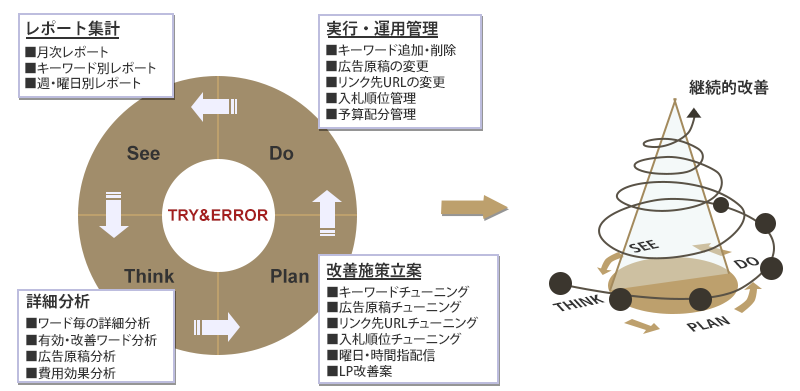 レポート集計
■月次レポート
■キーワード別レポート
■週・曜日別レポート
実行・運用管理
■キーワード追加・削除
■広告原稿の変更
■リンク先URLの変更
■入札順位管理
■予算配分管理
See
Do
TRY&ERROR
Think
Plan
詳細分析
■ワード毎の詳細分析
■有効・改善ワード分析
■広告原稿分析
■費用効果分析
改善施策立案
■キーワードチューニング
■広告原稿チューニング
■リンク先URLチューニング
■入札順位チューニング
■曜日・時間指配信
■LP改善案
継続的改善
SEE
DO
THINK
PLAN